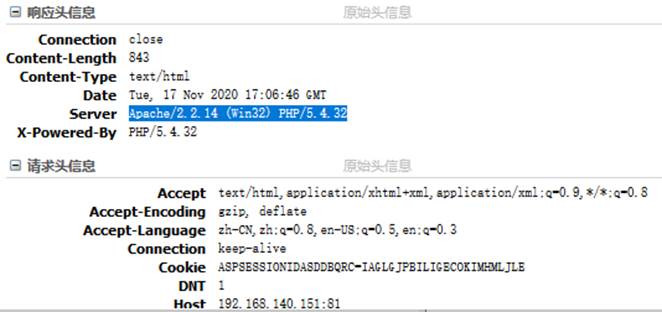 响应头信息 原始头信息
Connection close
Content-Length 843
Content-Type text/html
Date Tue, 17 Nov 2020 17:06:46 GMT
Server Apache/2.2.14 (Win32) PHP/5.4.32
X-Powered-By PHP/5.4.32
请求头信息 原始头信息
Accept text/html,application/xhtml+xml,application/xml;q=0.9,*/*;q=0.8
Accept-Encoding gzip, deflate
Accept-Language zh-CN,zh;q=0.8,en-US;q=0.5,en;q=0.3
Connection keep-alive
Cookie ASPSESSIONIDASDDBQRC=IAGLGJPBILIGECOKIMHMLJLE
DNT 1
Host 192.168.140.151:81